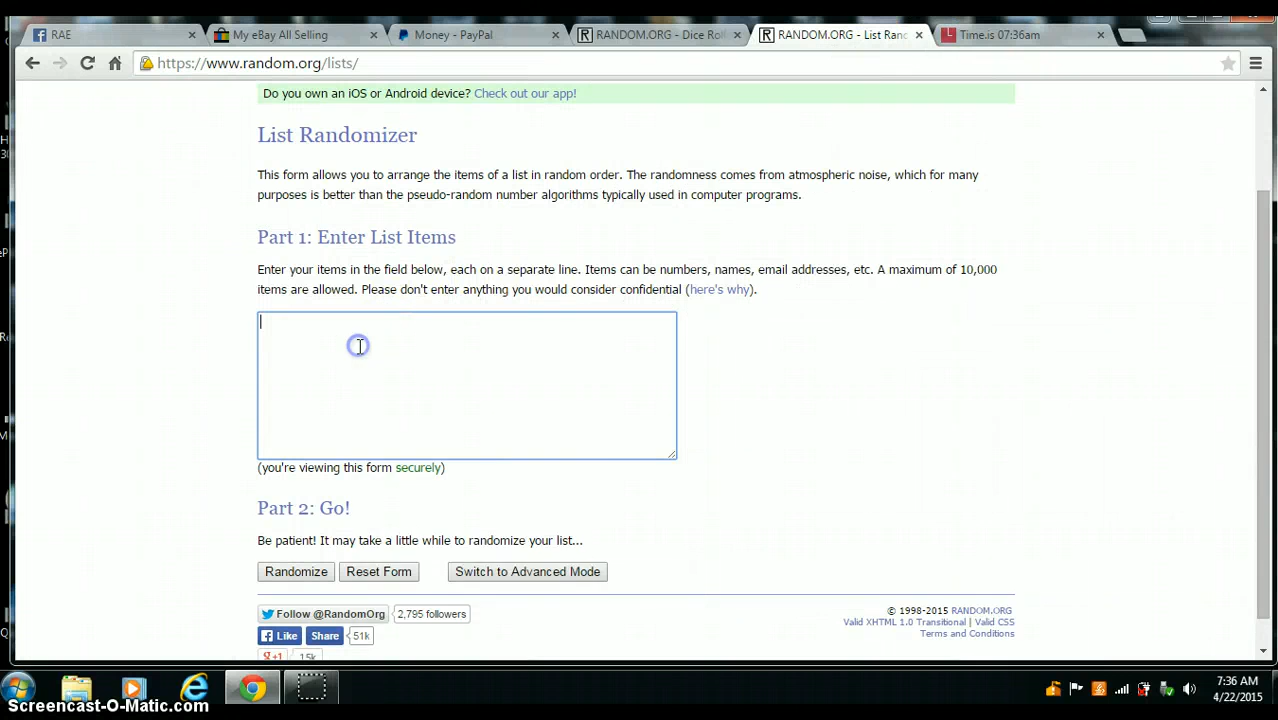 RAE
My eBay All Selling
Money - PayPal
RANDOM.ORG - Dice Roll
RANDOM.ORG - List Rand
Time.is 07:36am
https://www.random.org/lists/
Do you own an iOS or Android device? Check out our app!
List Randomizer
This form allows you to arrange the items of a list in random order. The randomness comes from atmospheric noise, which for many
purposes is better than the pseudo-random number algorithms typically used in computer programs.
Part 1: Enter List Items
Enter your items in the field below, each on a separate line. Items can be numbers, names, email addresses, etc. A maximum of 10,000
items are allowed. Please don't enter anything you would consider confidential (here's why).
(you're viewing this form securely)
Part 2: Go!
Be patient! It may take a little while to randomize your list...
Randomize Reset Form Switch to Advanced Mode
Follow @RandomOrg 2,795 followers
© 1998-2015 RANDOM.ORG
Valid XHTML 1.0 Transitional | Valid CSS
Like Share 51k
Terms and Conditions
7:36 AM
4/22/2015
Screencast-O-Matic.com